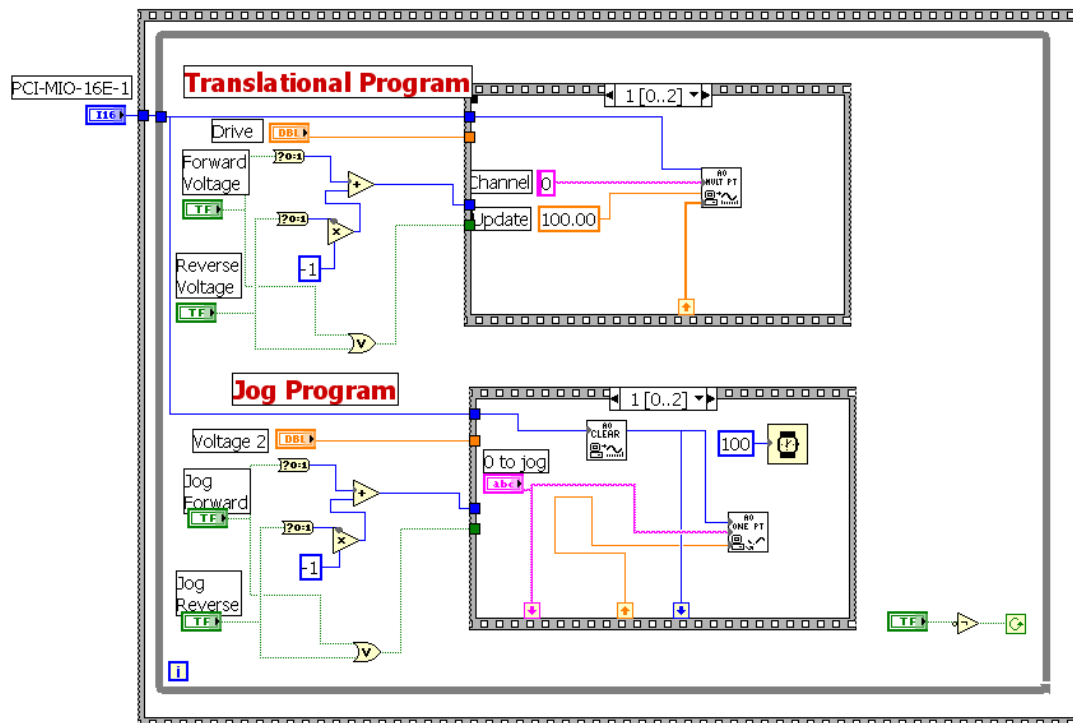 PCI-MIO-16E-1
I16
Translational Program
1 [0..2]
Drive
DBL
Forward
Voltage
?0:1
+
TF
?0:1
x
-1
Reverse
Voltage
TF
V
Channel
0
Update
100.00
AO
MULT PT
Jog Program
1 [0..2]
Voltage 2
DBL
?0:1
+
Jog
Forward
TF
?0:1
x
-1
Jog
Reverse
TF
V
AO
CLEAR
100
0 to jog
abc
AO
ONE PT
TF
i